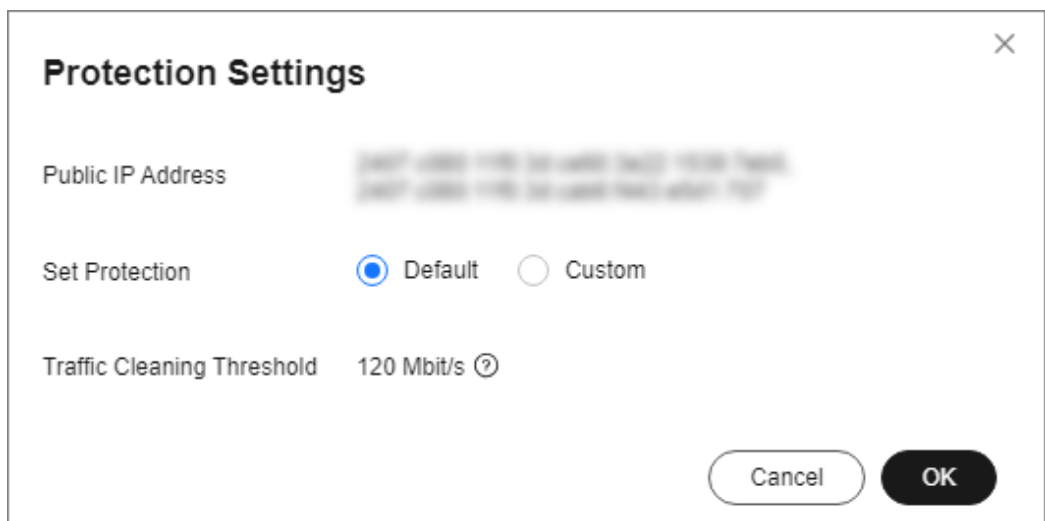 Protection Settings
Public IP Address
Set Protection Default Custom
Traffic Cleaning Threshold 120 Mbit/s
Cancel OK